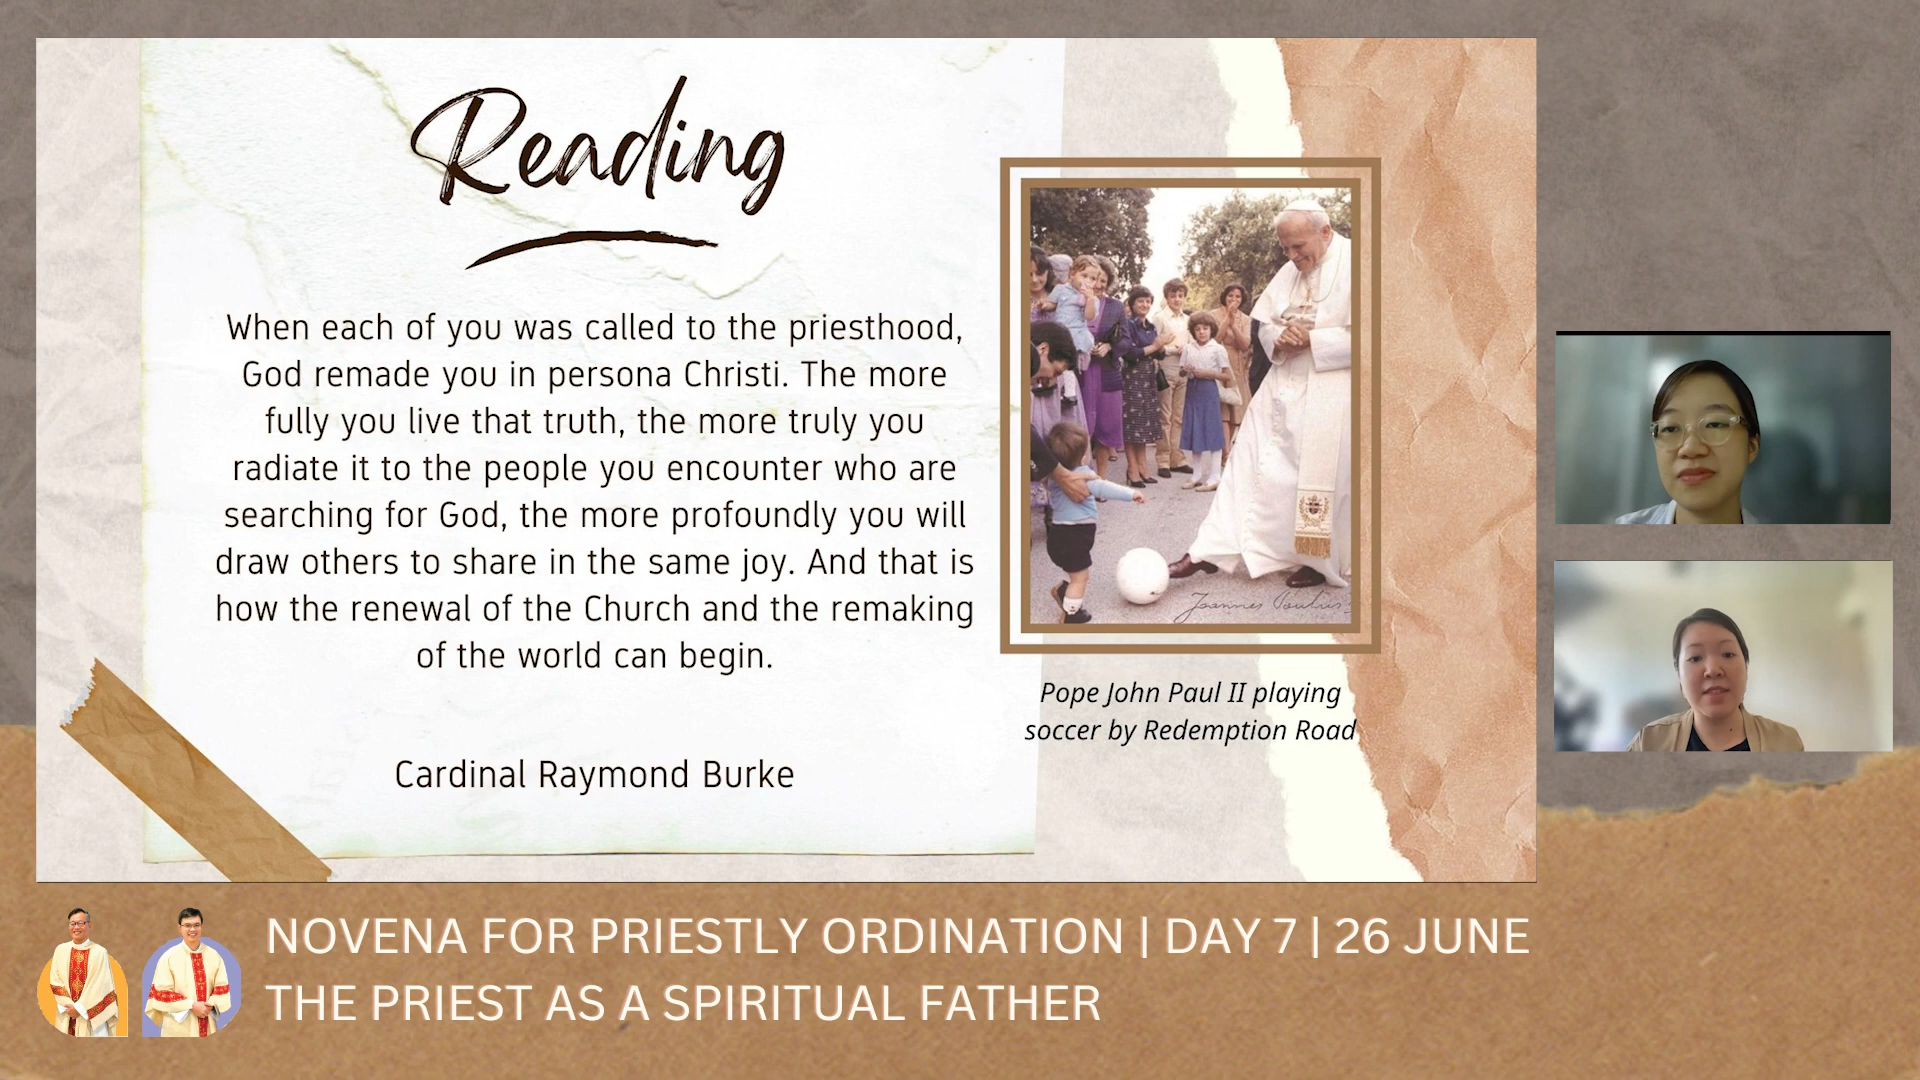 Reading
When each of you was called to the priesthood,
God remade you in persona Christi. The more
fully you live that truth, the more truly you
radiate it to the people you encounter who are
searching for God, the more profoundly you will
draw others to share in the same joy. And that is
how the renewal of the Church and the remaking
of the world can begin.
Cardinal Raymond Burke
Joannes Paulus
Pope John Paul II playing
soccer by Redemption Road
NOVENA FOR PRIESTLY ORDINATION | DAY 7 | 26 JUNE
THE PRIEST AS A SPIRITUAL FATHER